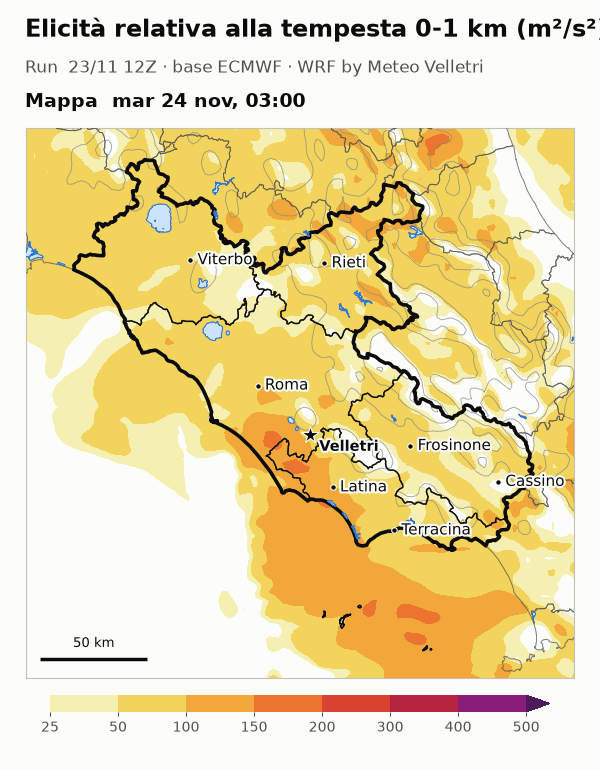 Elicità relativa alla tempesta 0-1 km (m²/s²)
Run 23/11 12Z · base ECMWF · WRF by Meteo Velletri
Mappa mar 24 nov, 03:00
Viterbo
Rieti
Roma
Velletri
Frosinone
Cassino
Latina
Terracina
50 km
25 50 100 150 200 300 400 500